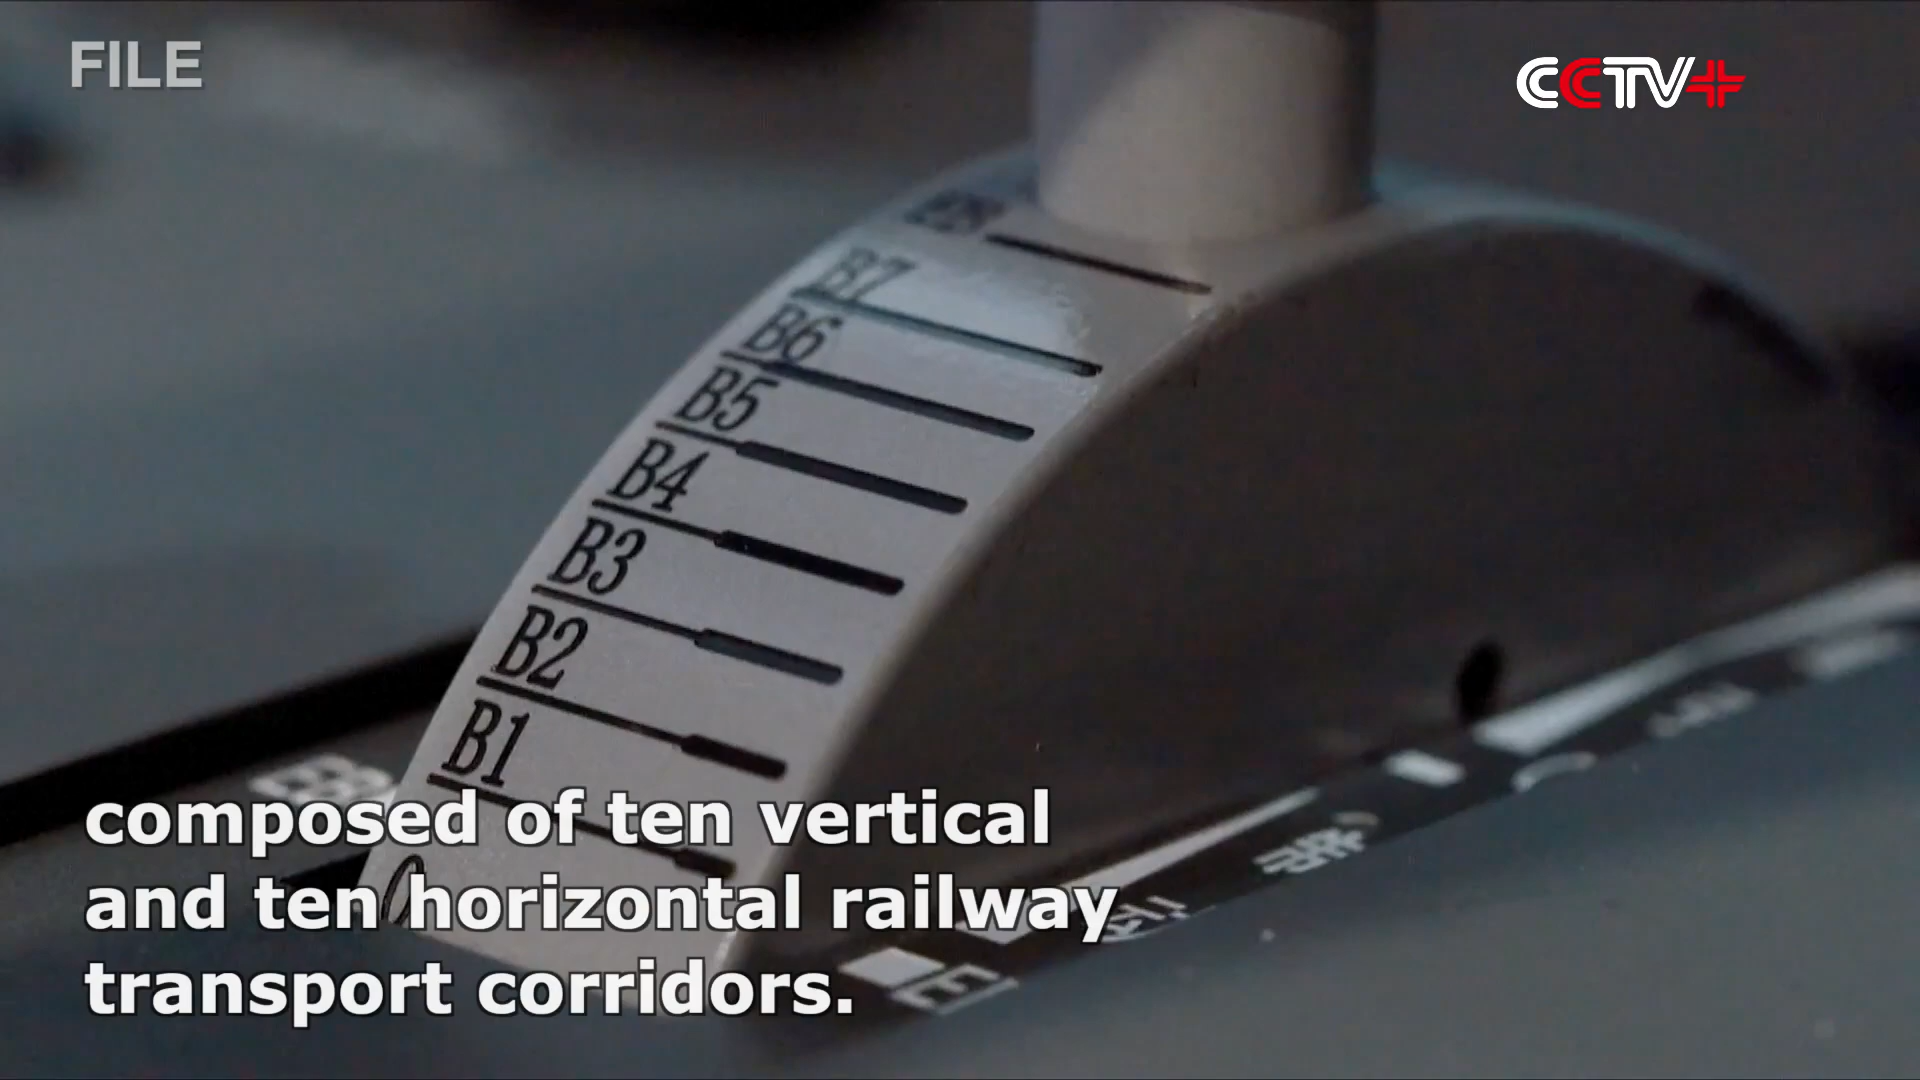 FILE
CCTV+
B7
B6
B5
B4
B3
B2
B1
0
composed of ten vertical
and ten horizontal railway
transport corridors.